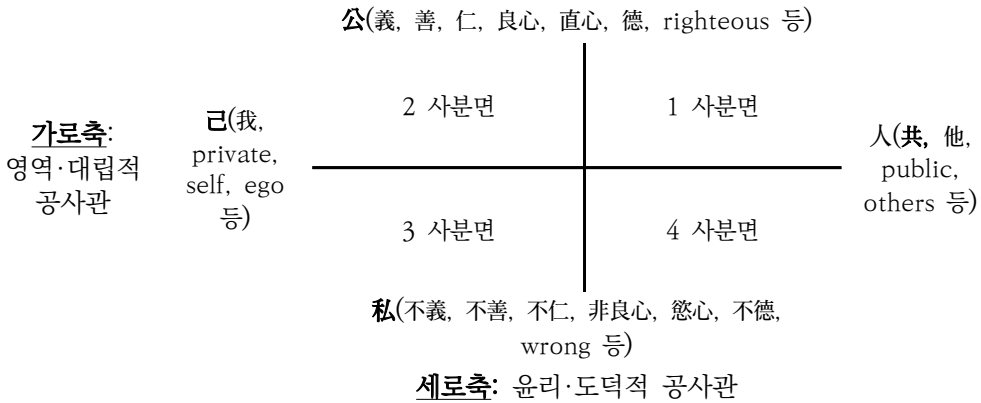 公(義, 善, 仁, 良心, 直心, 德, righteous 등)
2 사분면
1 사분면
가로축:
영역·대립적
공사관
己(我,
private,
self, ego
등)
人(共, 他,
public,
others 등)
3 사분면
4 사분면
私(不義, 不善, 不仁, 非良心, 慾心, 不德,
wrong 등)
세로축: 윤리·도덕적 공사관